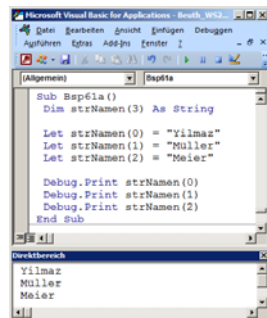 Microsoft Visual Basic for Applications - Beuth_WS2...
Datei Bearbeiten Ansicht Einfügen Debuggen
Ausführen Extras Add-Ins Fenster ?
(Allgemein) Bsp61a
Sub Bsp61a()
Dim strNamen(3) As String
Let strNamen(0) = "Yilmaz"
Let strNamen(1) = "Müller"
Let strNamen(2) = "Meier"
Debug.Print strNamen(0)
Debug.Print strNamen(1)
Debug.Print strNamen(2)
End Sub
Direktbereich
Yilmaz
Müller
Meier